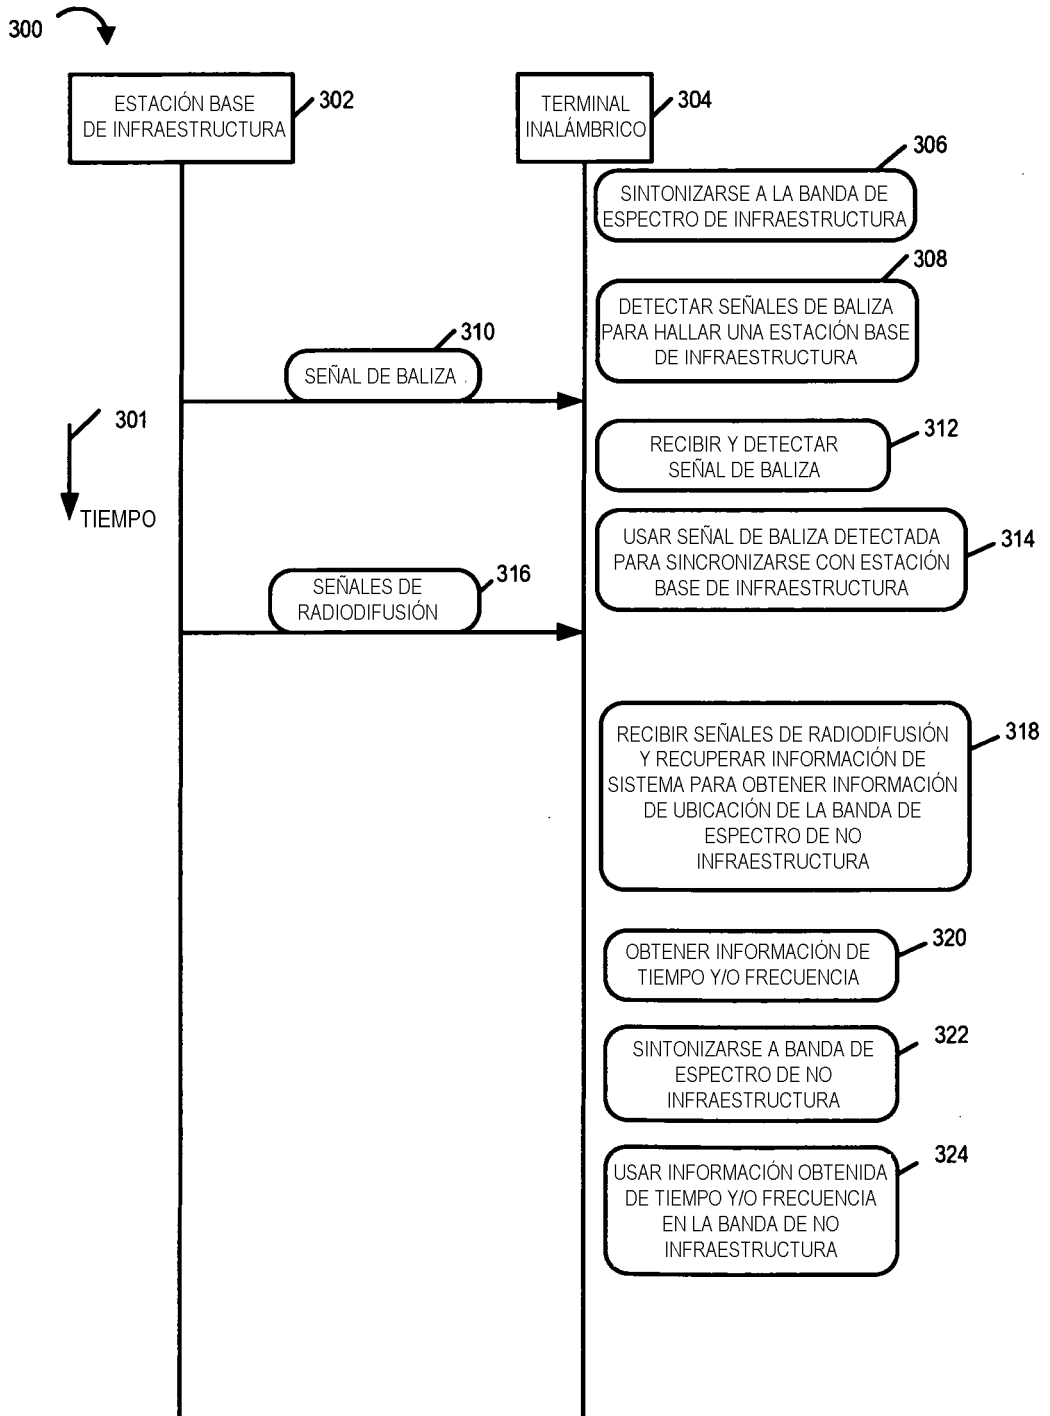 300
ESTACIÓN BASE
DE INFRAESTRUCTURA
302
TERMINAL
INALÁMBRICO
304
306
SINTONIZARSE A LA BANDA DE
ESPECTRO DE INFRAESTRUCTURA
308
DETECTAR SEÑALES DE BALIZA
PARA HALLAR UNA ESTACIÓN BASE
DE INFRAESTRUCTURA
310
SEÑAL DE BALIZA
301
TIEMPO
312
RECIBIR Y DETECTAR
SEÑAL DE BALIZA
USAR SEÑAL DE BALIZA DETECTADA
PARA SINCRONIZARSE CON ESTACIÓN
BASE DE INFRAESTRUCTURA
314
SEÑALES DE
RADIODIFUSIÓN
316
RECIBIR SEÑALES DE RADIODIFUSIÓN
Y RECUPERAR INFORMACIÓN DE
SISTEMA PARA OBTENER INFORMACIÓN
DE UBICACIÓN DE LA BANDA DE
ESPECTRO DE NO
INFRAESTRUCTURA
318
OBTENER INFORMACIÓN DE
TIEMPO Y/O FRECUENCIA
320
SINTONIZARSE A BANDA DE
ESPECTRO DE NO
INFRAESTRUCTURA
322
USAR INFORMACIÓN OBTENIDA
DE TIEMPO Y/O FRECUENCIA
EN LA BANDA DE NO
INFRAESTRUCTURA
324